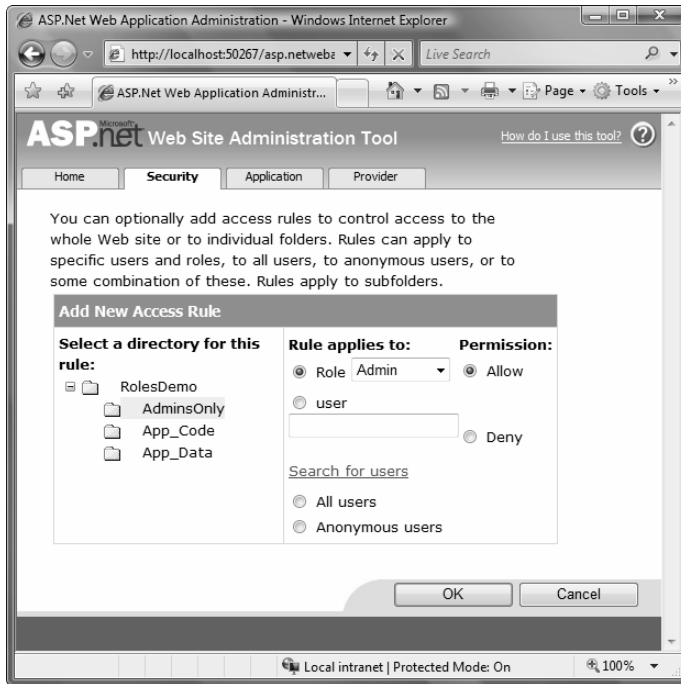 ASP.Net Web Application Administration - Windows Internet Explorer
http://localhost:50267/asp.netweba
Live Search
ASP.Net Web Application Administr...
Page
Tools
»
Microsoft
ASP.net Web Site Administration Tool
How do I use this tool? ?
Home
Security
Application
Provider
You can optionally add access rules to control access to the
whole Web site or to individual folders. Rules can apply to
specific users and roles, to all users, to anonymous users, or to
some combination of these. Rules apply to subfolders.
Add New Access Rule
Select a directory for this
rule:
RolesDemo
AdminsOnly
App_Code
App_Data
Rule applies to:
Role Admin
user
Search for users
All users
Anonymous users
Permission:
Allow
Deny
OK
Cancel
Local intranet | Protected Mode: On
100%